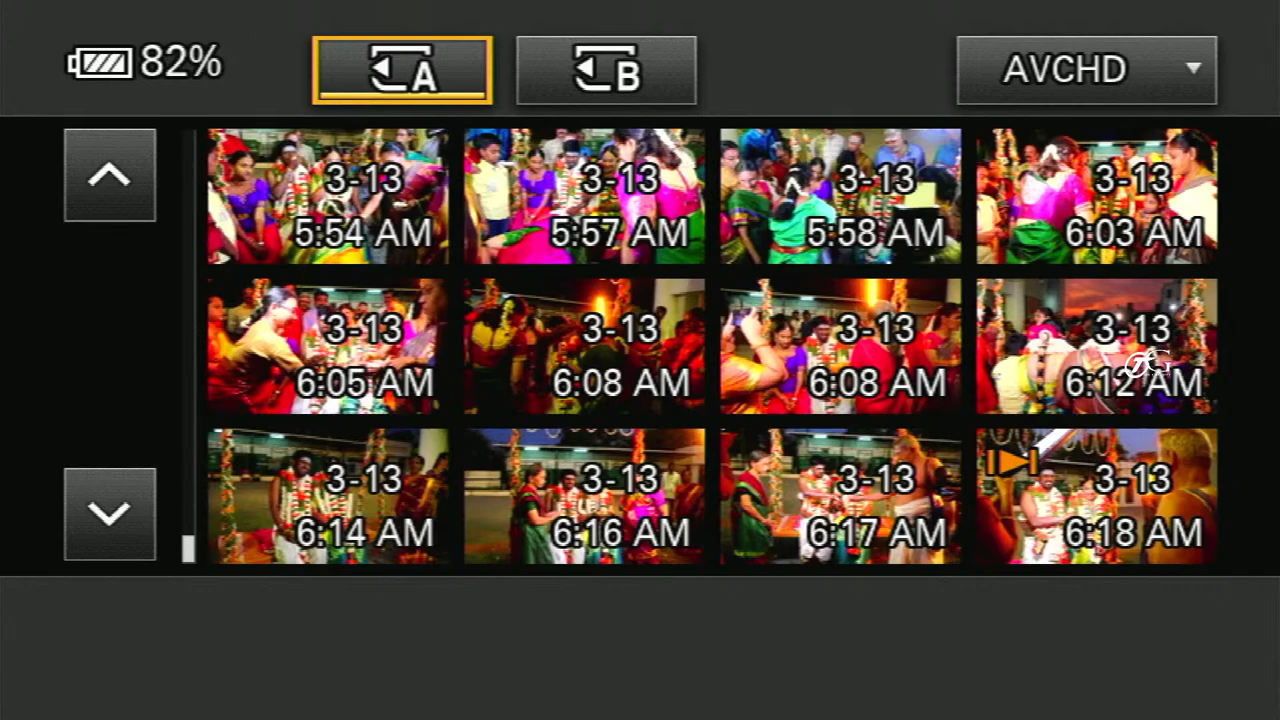 82%
A
B
AVCHD
3-13
5:54 AM
3-13
5:57 AM
3-13
5:58 AM
3-13
6:03 AM
3-13
6:05 AM
3-13
6:08 AM
3-13
6:08 AM
3-13
6:12 AM
3-13
6:14 AM
3-13
6:16 AM
3-13
6:17 AM
3-13
6:18 AM